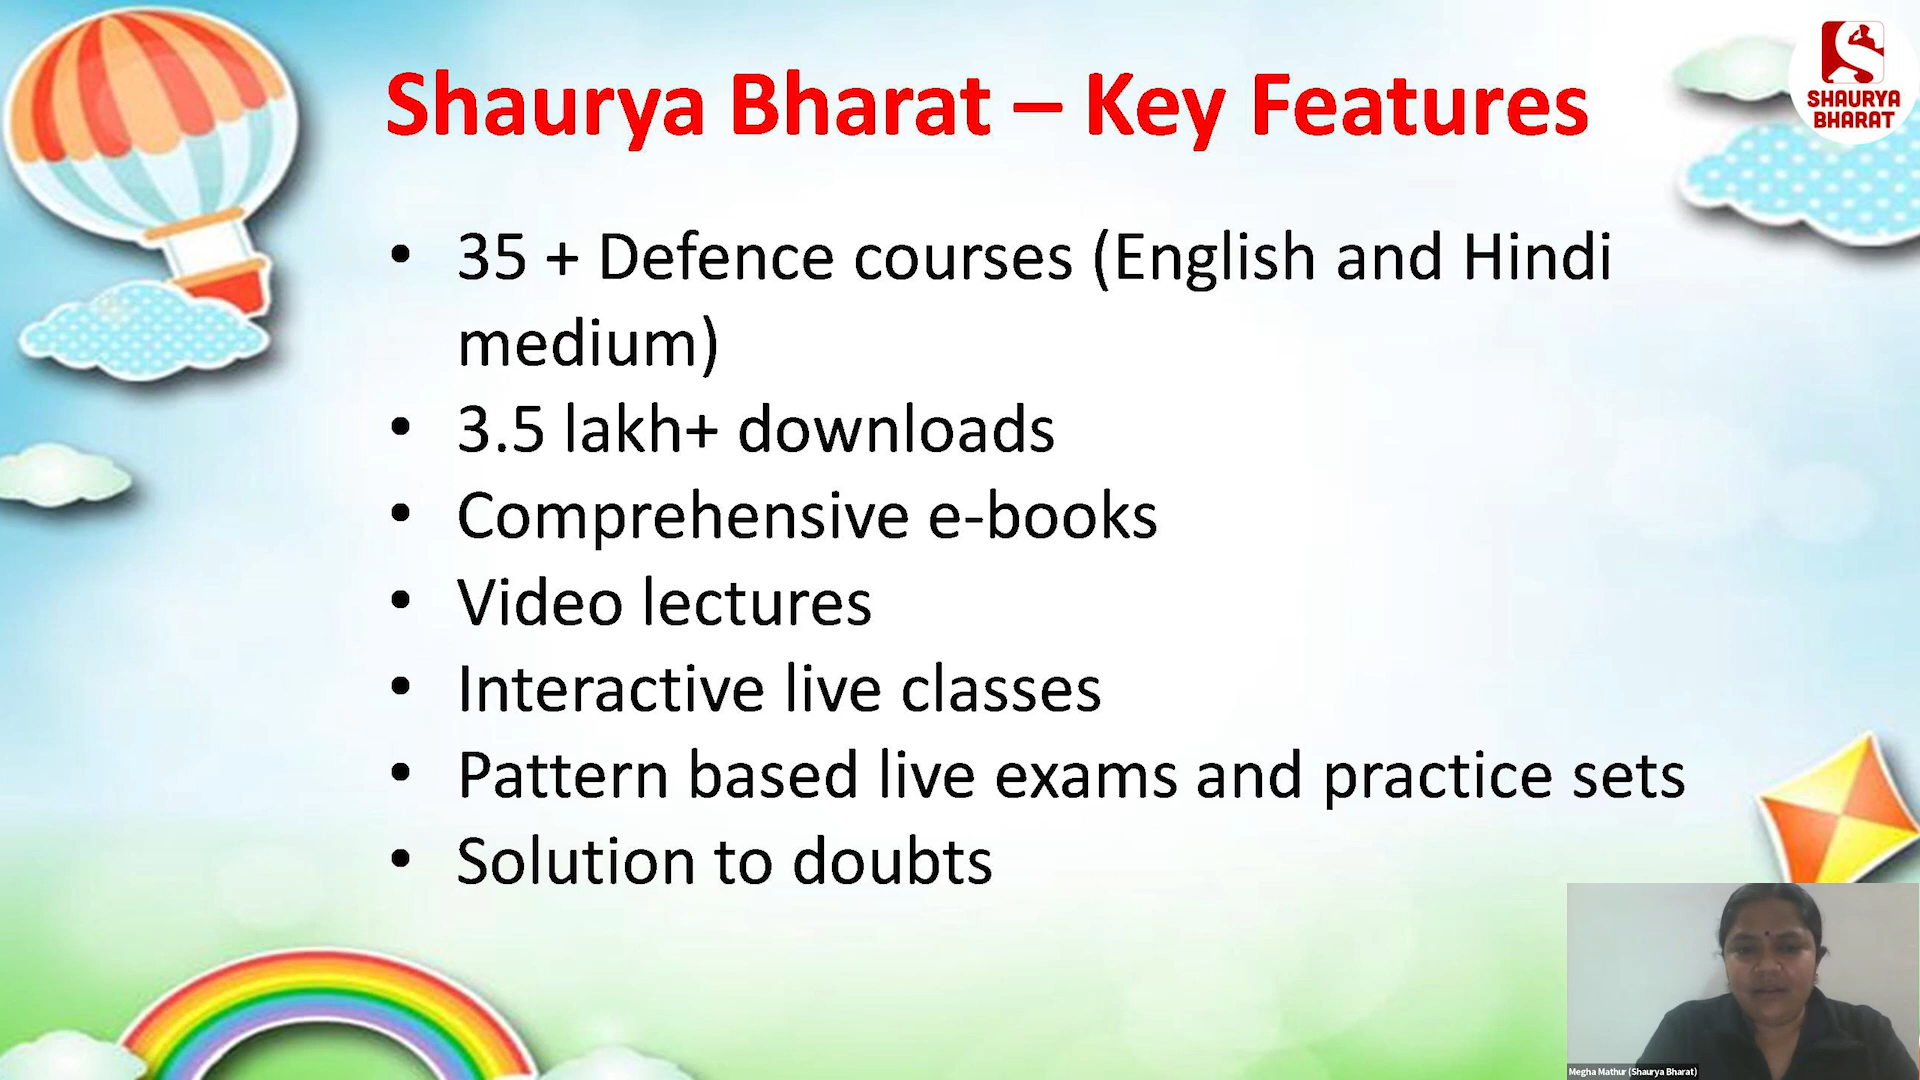 Shaurya Bharat – Key Features
SHAURYA
BHARAT
• 35 + Defence courses (English and Hindi
medium)
• 3.5 lakh+ downloads
• Comprehensive e-books
• Video lectures
• Interactive live classes
• Pattern based live exams and practice sets
• Solution to doubts
Megha Mathur (Shaurya Bharat)